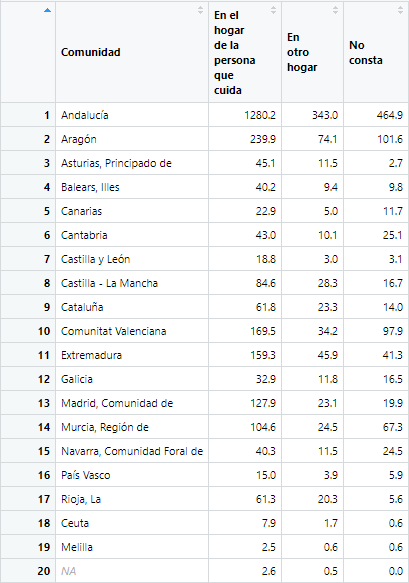 Comunidad En el hogar de la persona que cuida En otro hogar No consta
1 Andalucía 1280.2 343.0 464.9
2 Aragón 239.9 74.1 101.6
3 Asturias, Principado de 45.1 11.5 2.7
4 Balears, Illes 40.2 9.4 9.8
5 Canarias 22.9 5.0 11.7
6 Cantabria 43.0 10.1 25.1
7 Castilla y León 18.8 3.0 3.1
8 Castilla - La Mancha 84.6 28.3 16.7
9 Cataluña 61.8 23.3 14.0
10 Comunitat Valenciana 169.5 34.2 97.9
11 Extremadura 159.3 45.9 41.3
12 Galicia 32.9 11.8 16.5
13 Madrid, Comunidad de 127.9 23.1 19.9
14 Murcia, Región de 104.6 24.5 67.3
15 Navarra, Comunidad Foral de 40.3 11.5 24.5
16 País Vasco 15.0 3.9 5.9
17 Rioja, La 61.3 20.3 5.6
18 Ceuta 7.9 1.7 0.6
19 Melilla 2.5 0.6 0.6
20 NA 2.6 0.5 0.0